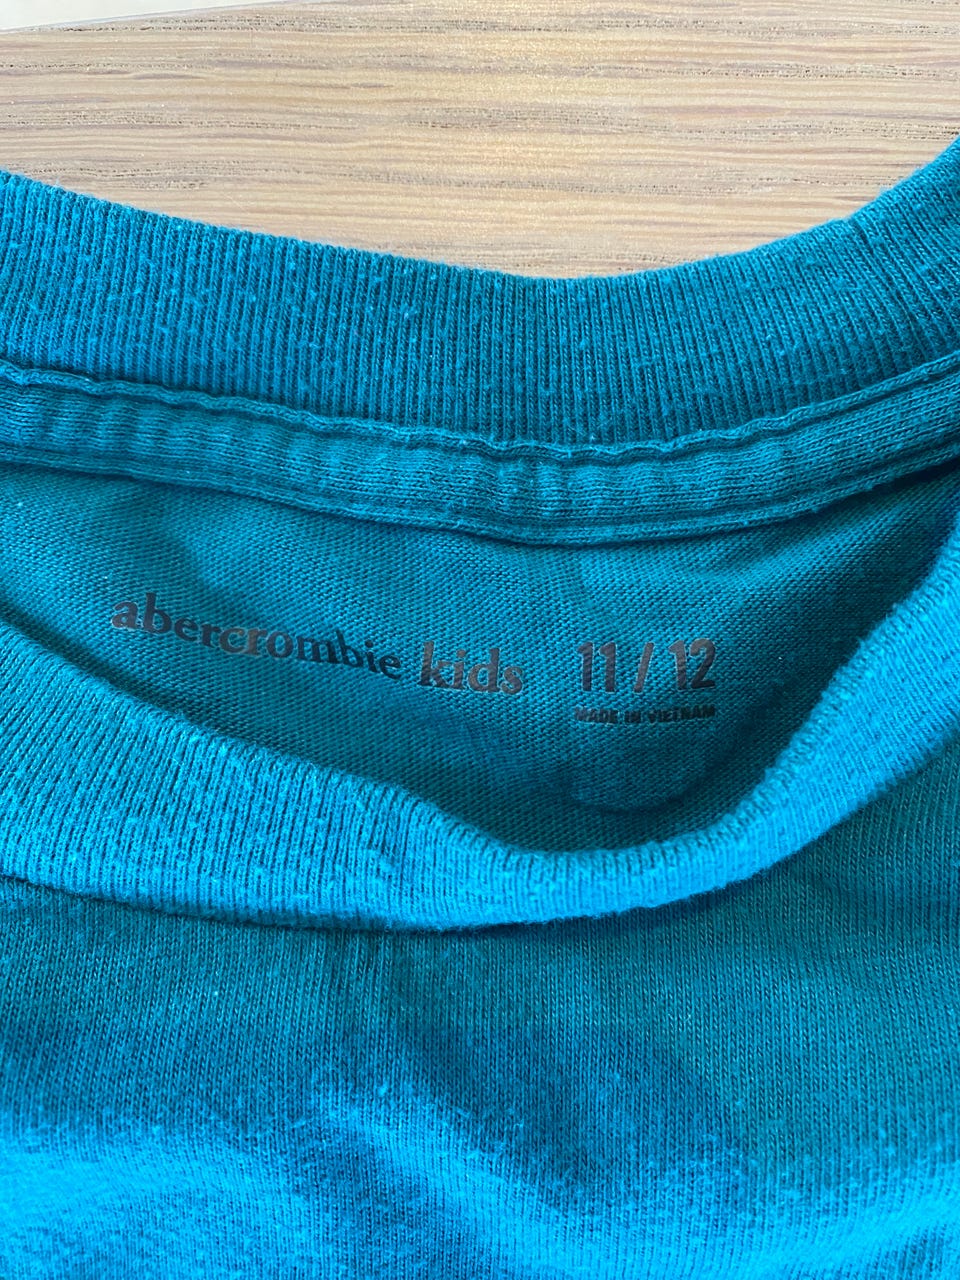 abercrombie kids 11 / 12
MADE IN VIETNAM